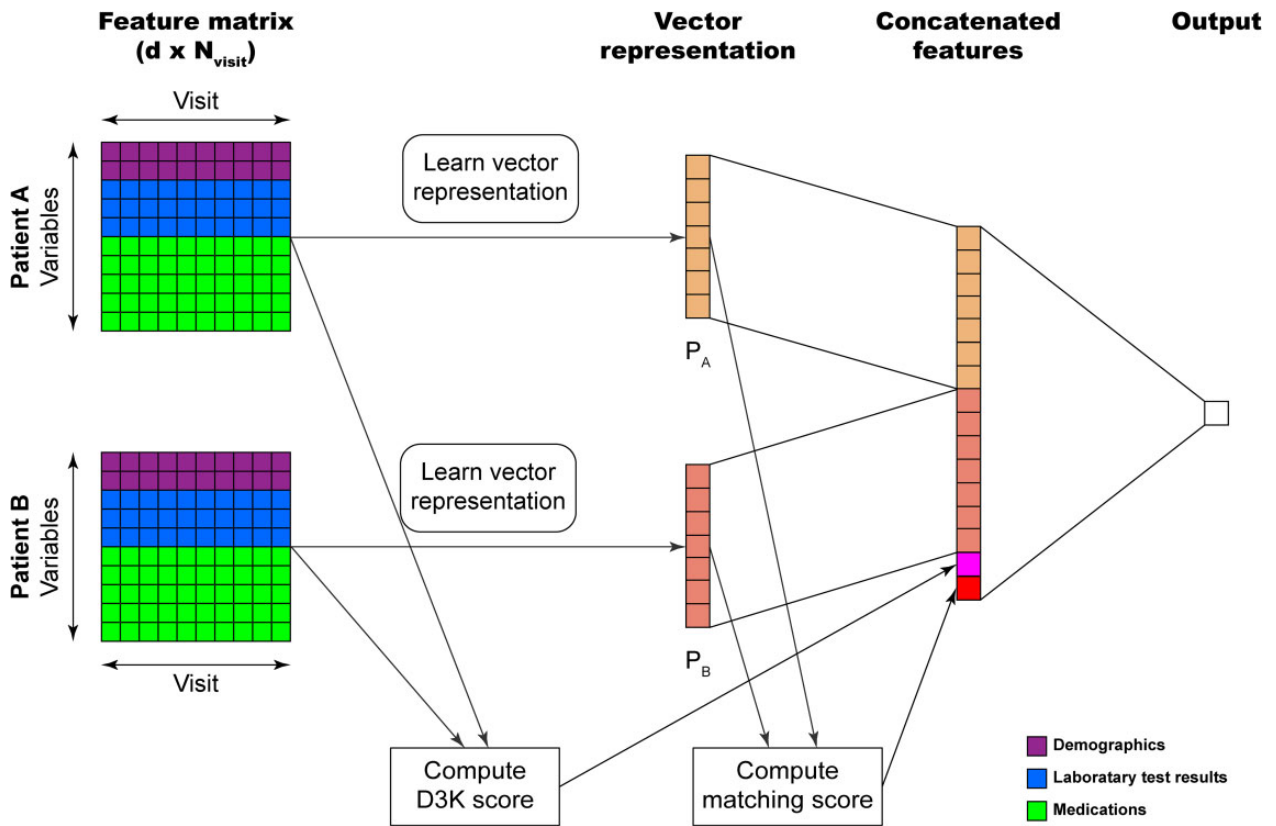 Feature matrix
(d x N_visit)
Vector
representation
Concatenated
features
Output
Visit
Patient A
Variables
Learn vector
representation
P_A
Patient B
Variables
Learn vector
representation
P_B
Visit
Compute
D3K score
Compute
matching score
Demographics
Laboratary test results
Medications